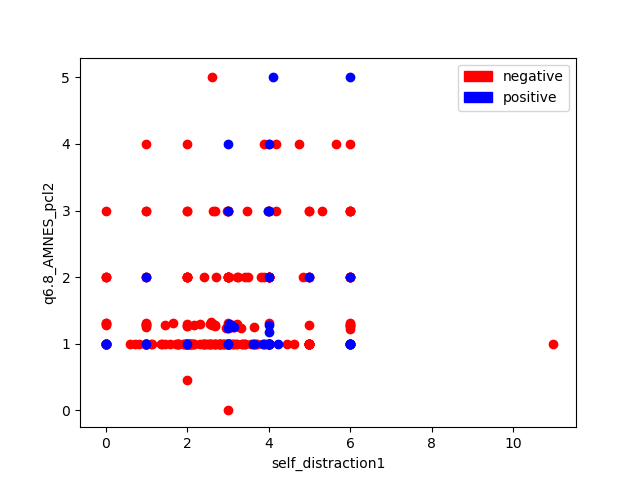 negative
positive
q6.8_AMNES_pcl2
5
4
3
2
1
0
0 2 4 6 8 10
self_distraction1